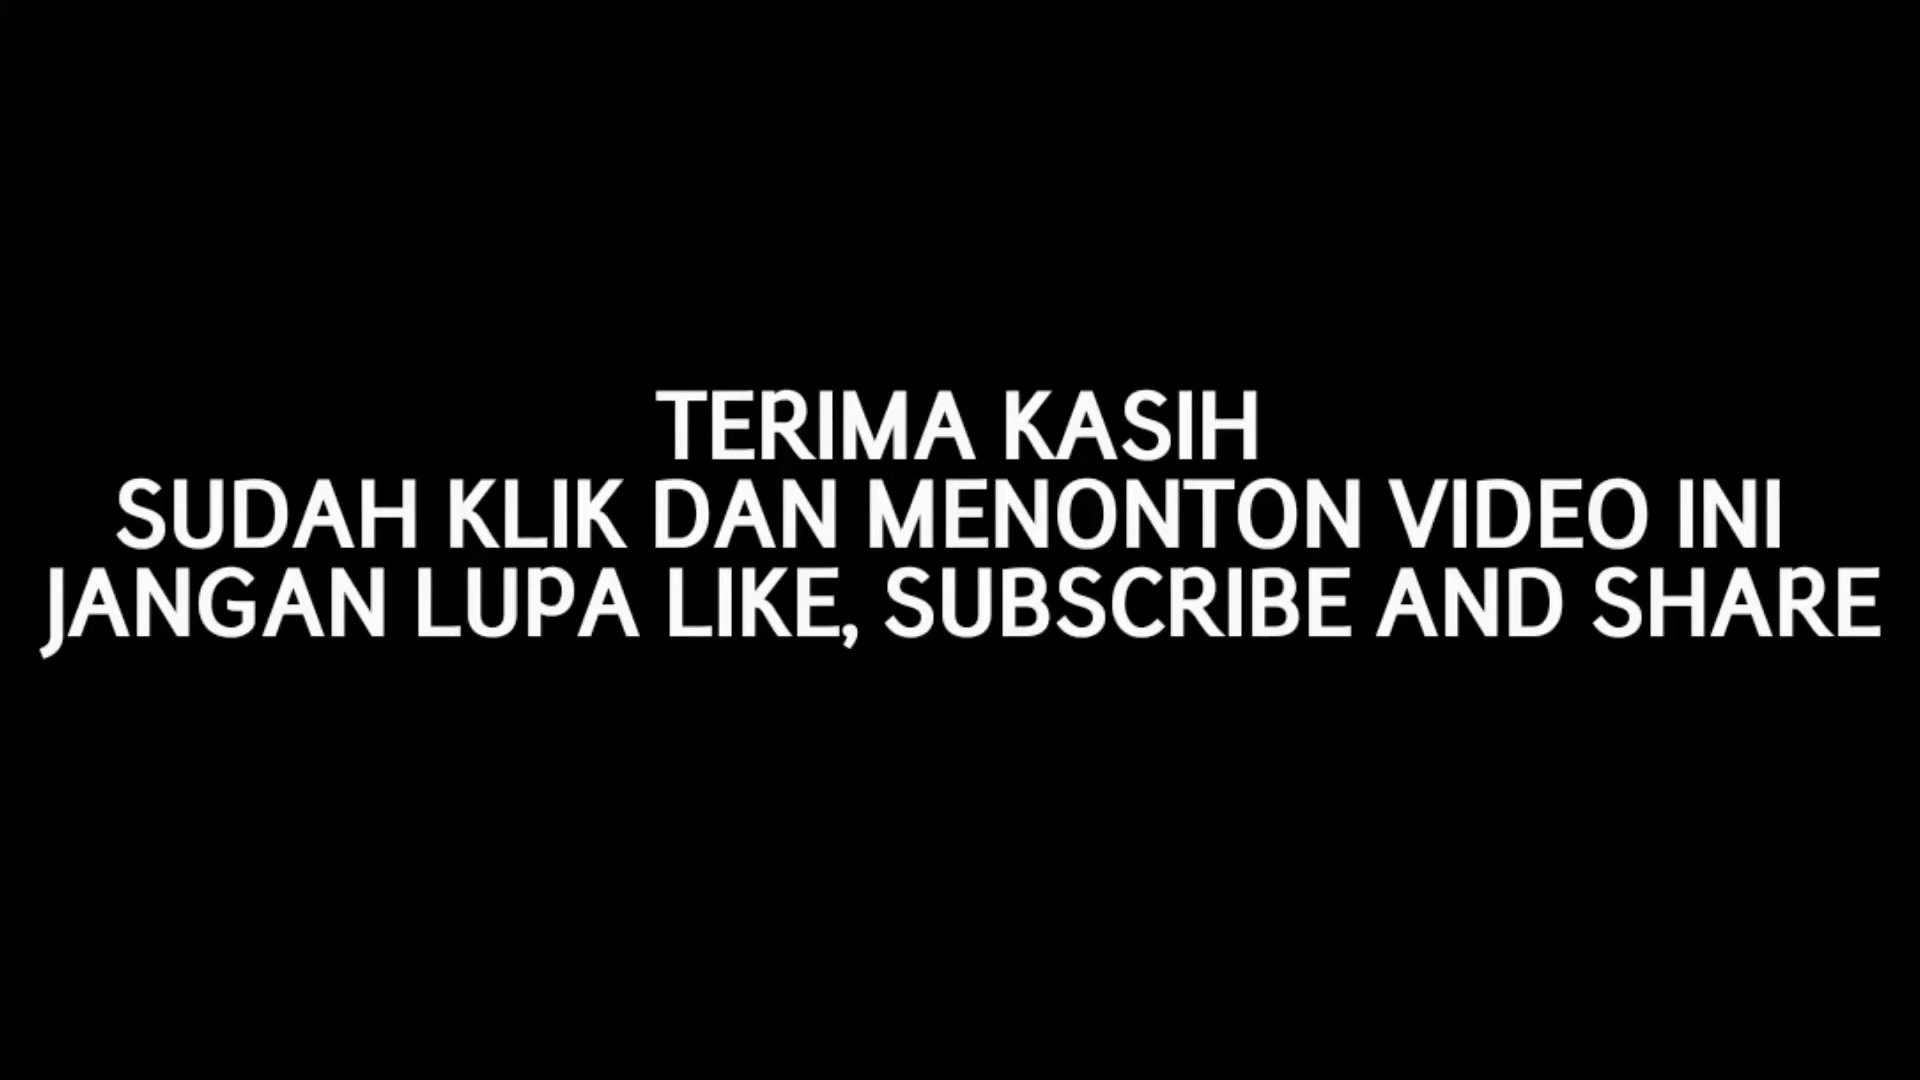 TERIMA KASIH
SUDAH KLIK DAN MENONTON VIDEO INI
JANGAN LUPA LIKE, SUBSCRIBE AND SHARE